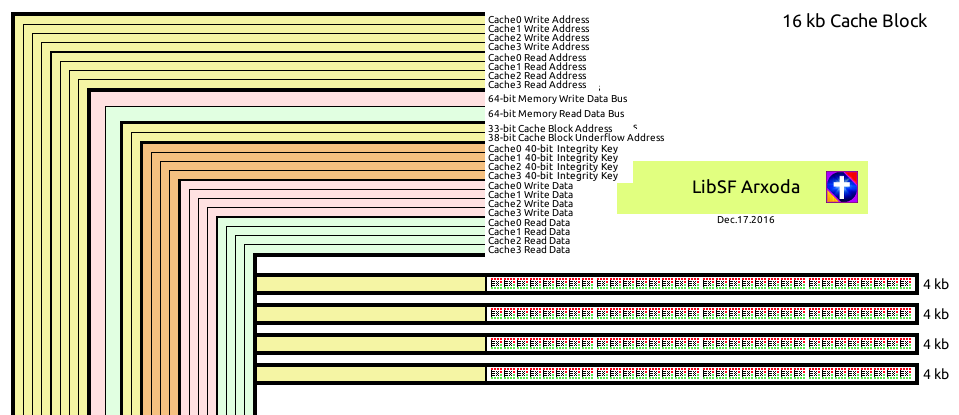 16 kb Cache Block
Cache0 Write Address
Cache1 Write Address
Cache2 Write Address
Cache3 Write Address
Cache0 Read Address
Cache1 Read Address
Cache2 Read Address
Cache3 Read Address
64-bit Memory Write Data Bus
64-bit Memory Read Data Bus
33-bit Cache Block Address
38-bit Cache Block Underflow Address
Cache0 40-bit Integrity Key
Cache1 40-bit Integrity Key
Cache2 40-bit Integrity Key
Cache3 40-bit Integrity Key
Cache0 Write Data
Cache1 Write Data
Cache2 Write Data
Cache3 Write Data
Cache0 Read Data
Cache1 Read Data
Cache2 Read Data
Cache3 Read Data
LibSF Arxoda
Dec.17.2016
4 kb
4 kb
4 kb
4 kb